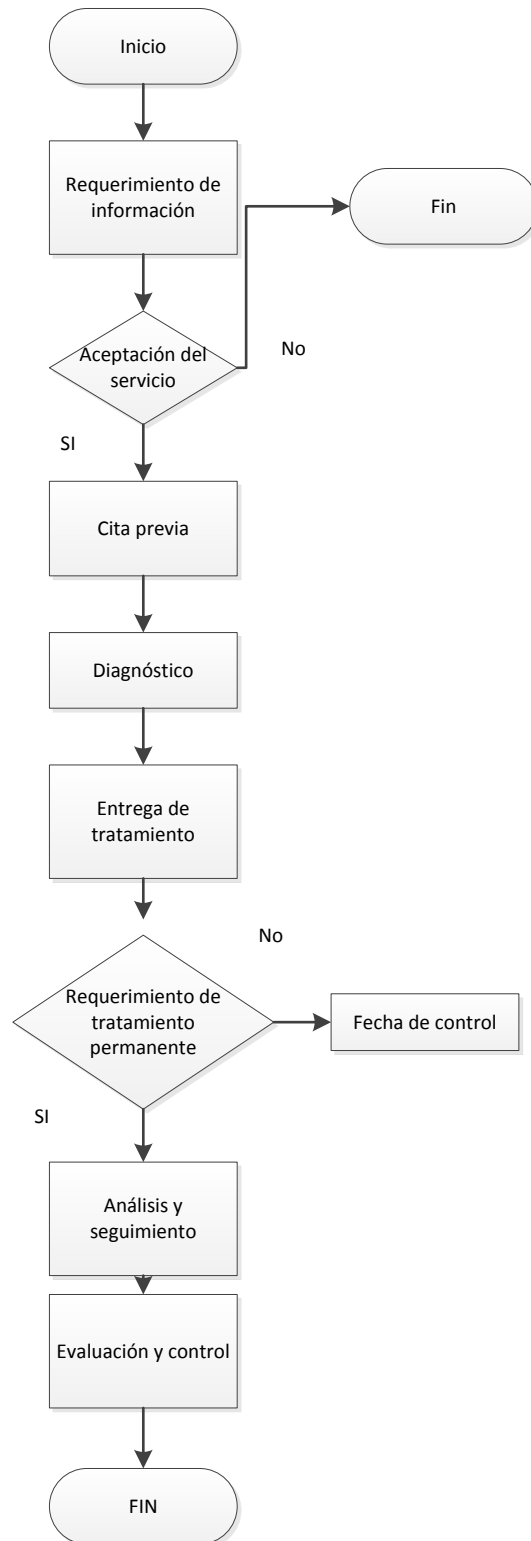 Inicio
Requerimiento de
información
Fin
Aceptación del
servicio
No
SI
Cita previa
Diagnóstico
Entrega de
tratamiento
No
Requerimiento de
tratamiento
permanente
Fecha de control
SI
Análisis y
seguimiento
Evaluación y control
FIN